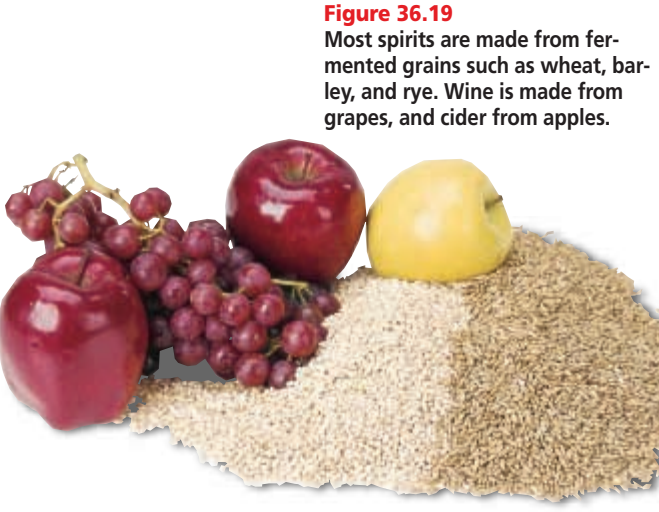 Figure 36.19
Most spirits are made from fer-
mented grains such as wheat, bar-
ley, and rye. Wine is made from
grapes, and cider from apples.